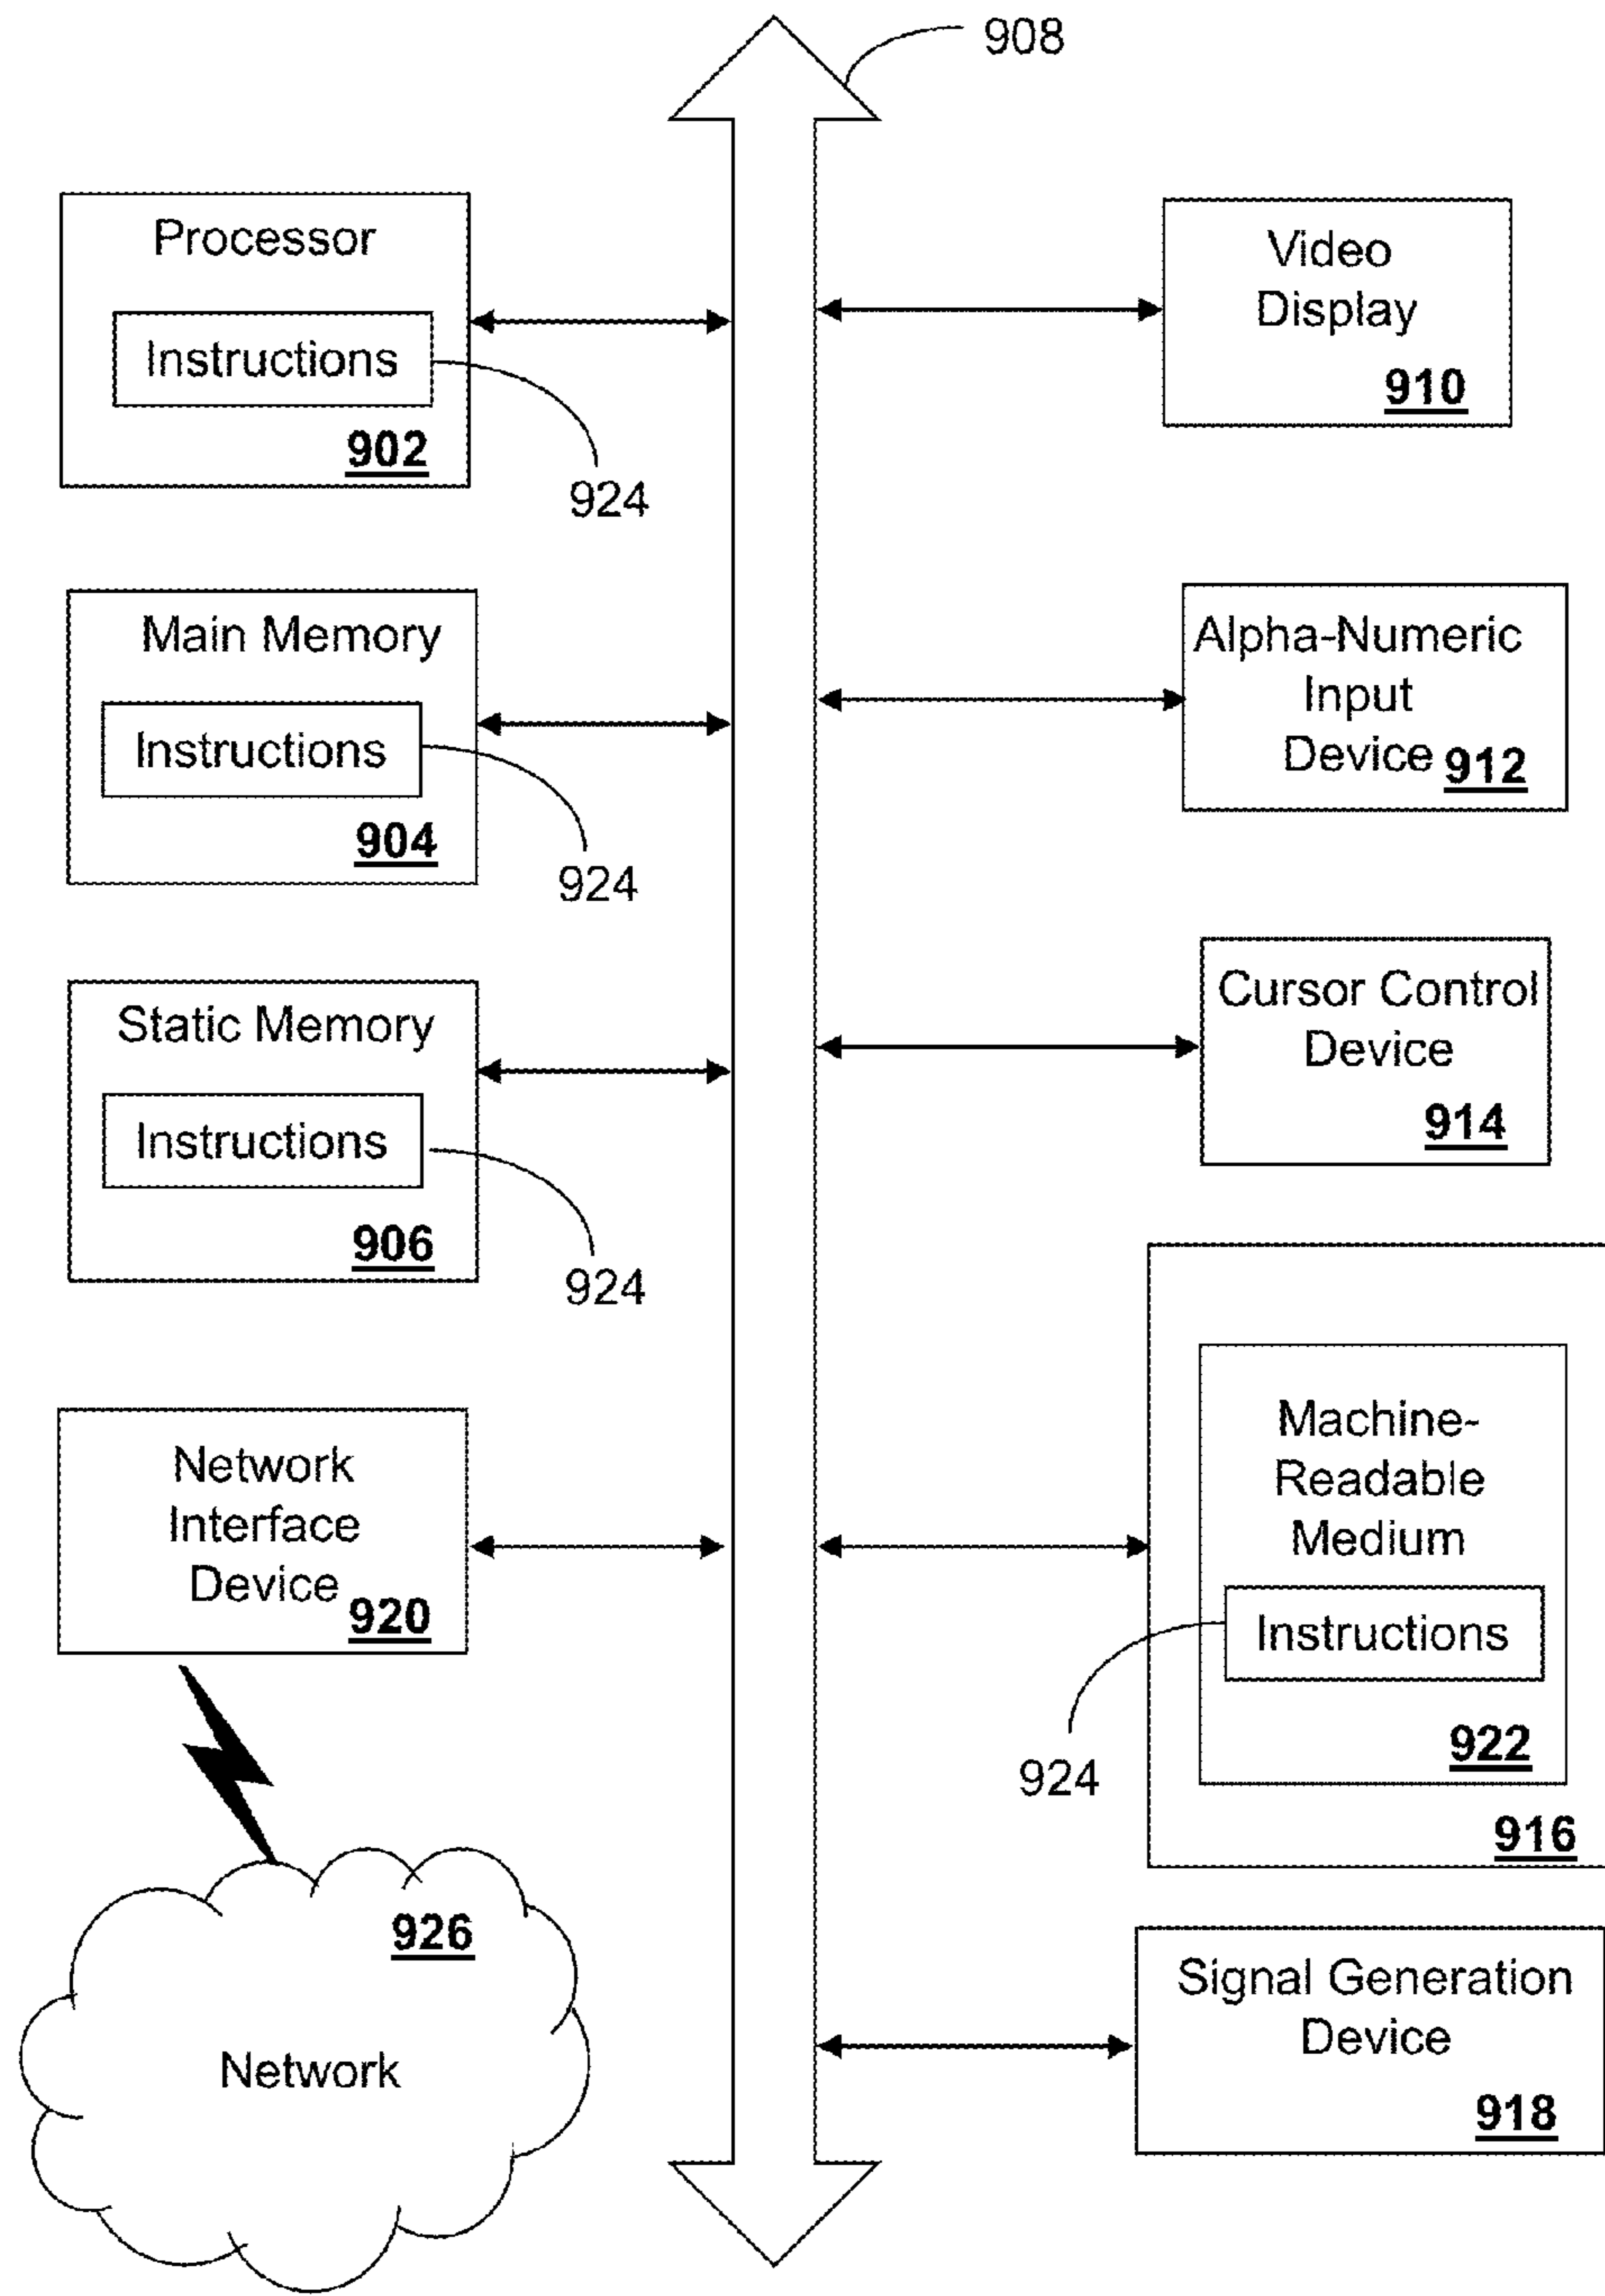 908
Processor
Instructions
902
924
Main Memory
Instructions
904
924
Static Memory
Instructions
906
924
Network
Interface
Device
920
926
Network
Video
Display
910
Alpha-Numeric
Input
Device 912
Cursor Control
Device
914
Machine-
Readable
Medium
Instructions
922
924
916
Signal Generation
Device
918